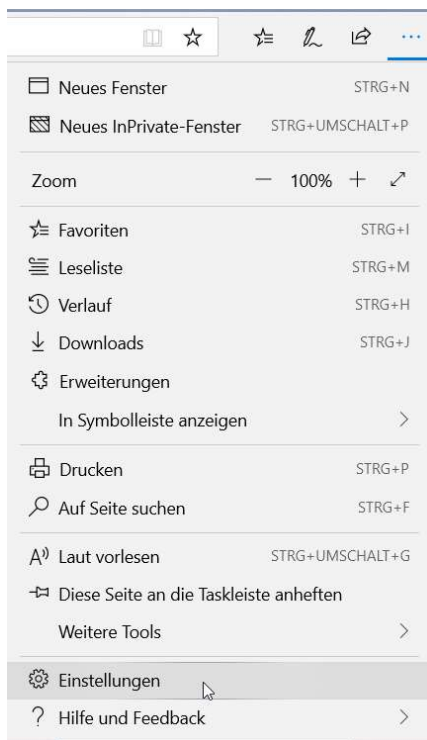 Neues Fenster STRG+N
Neues InPrivate-Fenster STRG+UMSCHALT+P
Zoom 100%
Favoriten STRG+I
Leseliste STRG+M
Verlauf STRG+H
Downloads STRG+J
Erweiterungen
In Symbolleiste anzeigen
Drucken STRG+P
Auf Seite suchen STRG+F
Laut vorlesen STRG+UMSCHALT+G
Diese Seite an die Taskleiste anheften
Weitere Tools
Einstellungen
Hilfe und Feedback